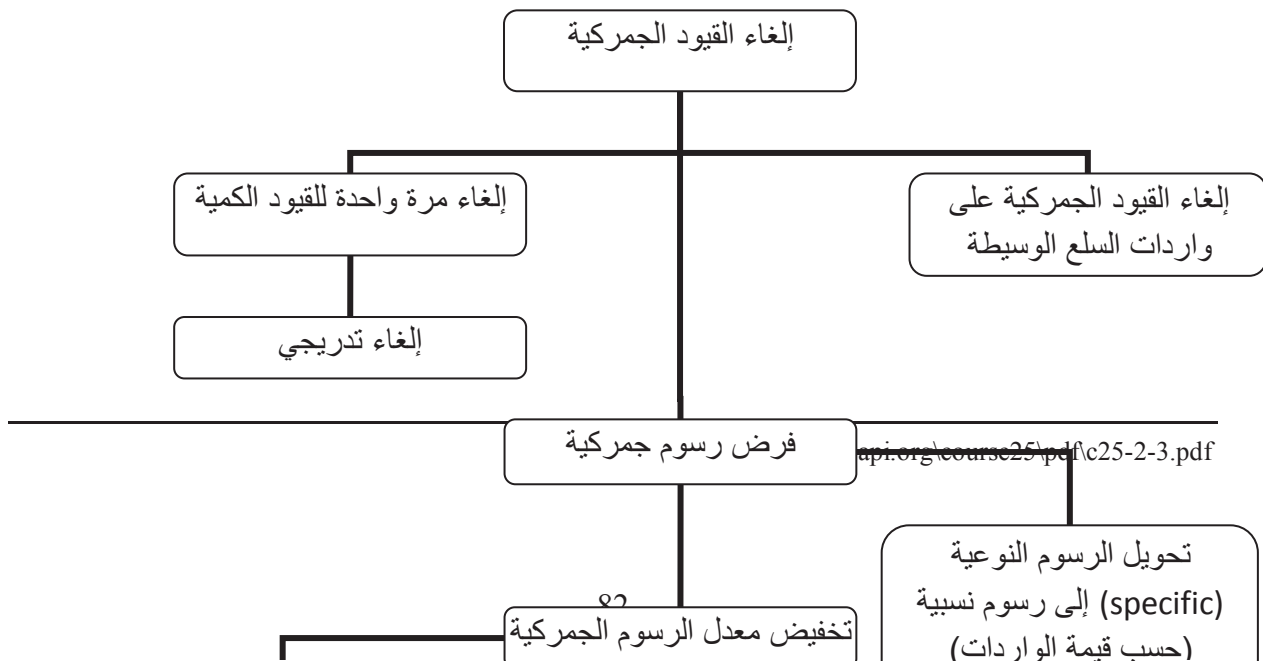 إلغاء القيود الجمركية
إلغاء القيود الجمركية على
واردات السلع الوسيطة
إلغاء مرة واحدة للقيود الكمية
إلغاء تدريجي
فرض رسوم جمركية
api.org\course25\pdf\c25-2-3.pdf
تحويل الرسوم النوعية
(specific) إلى رسوم نسبية
(حسب قيمة الواردات)
82
تخفيض معدل الرسوم الجمركية